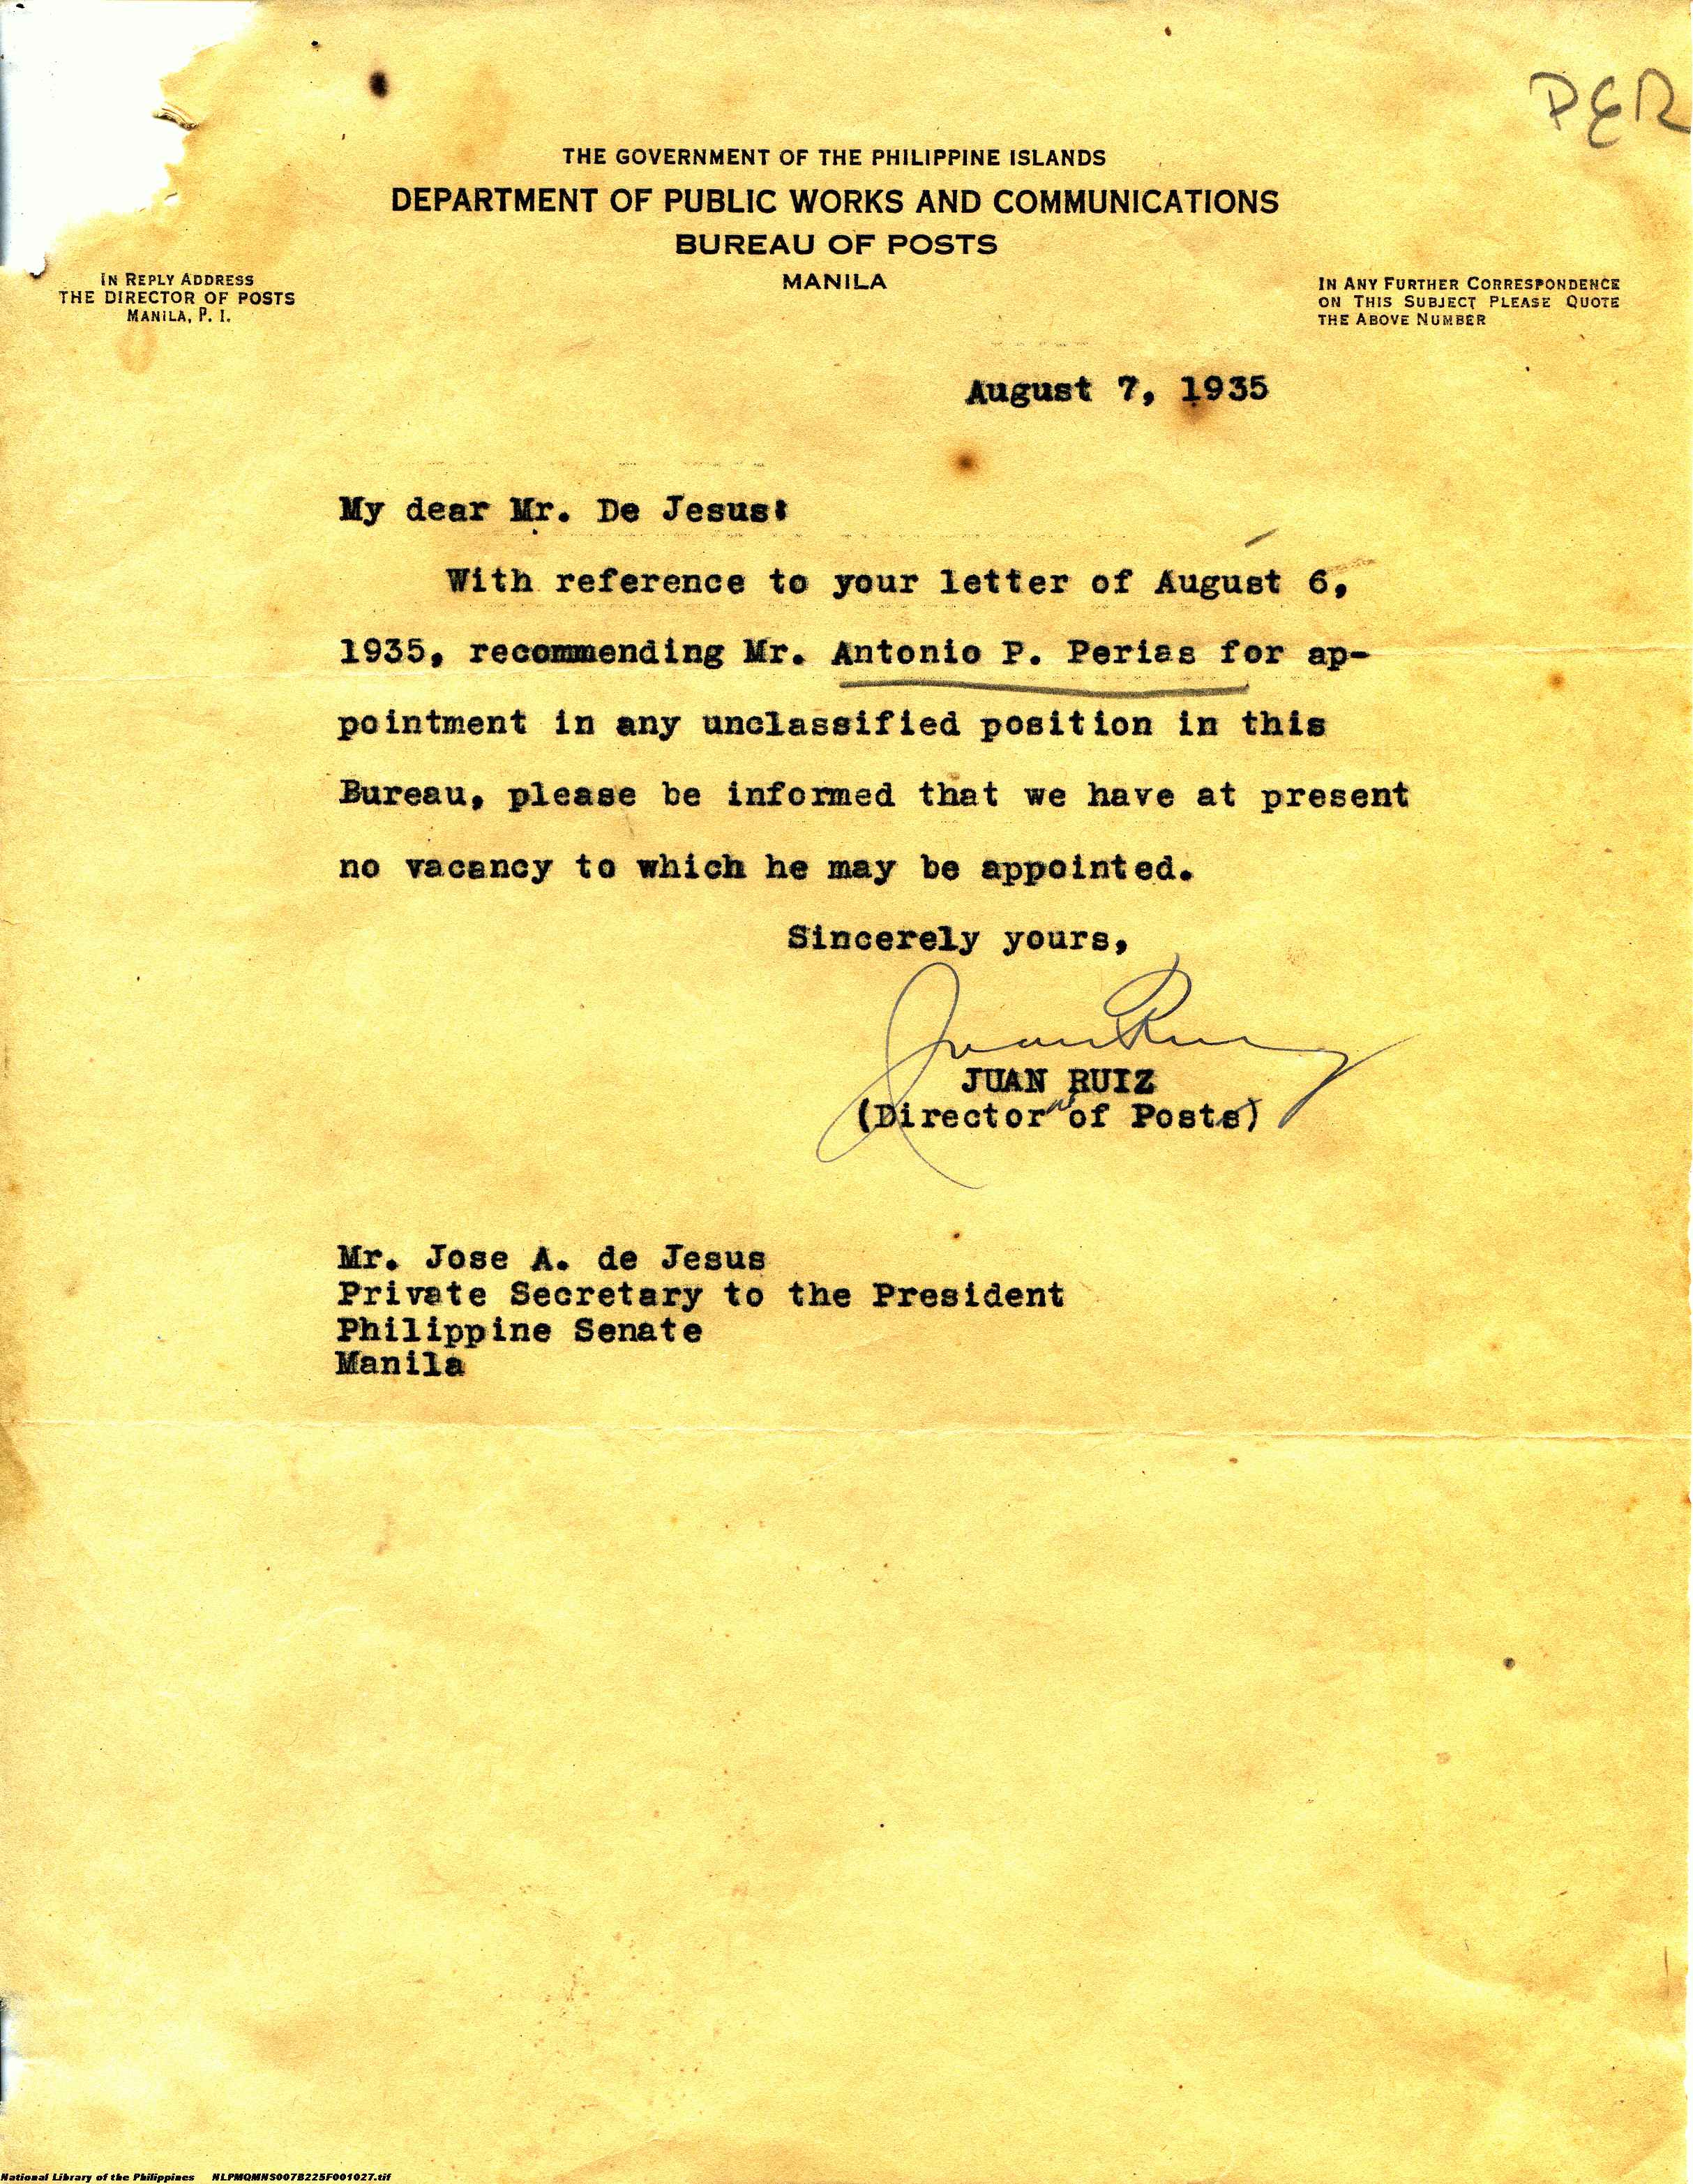 PER
THE GOVERNMENT OF THE PHILIPPINE ISLANDS
DEPARTMENT OF PUBLIC WORKS AND COMMUNICATIONS
BUREAU OF POSTS
MANILA
IN REPLY ADDRESS
THE DIRECTOR OF POSTS
MANILA, P. I.
IN ANY FURTHER CORRESPONDENCE
ON THIS SUBJECT PLEASE QUOTE
THE ABOVE NUMBER
August 7, 1935
My dear Mr. De Jesus:
With reference to your letter of August 6,
1935, recommending Mr. Antonio P. Perias for ap-
pointment in any unclassified position in this
Bureau, please be informed that we have at present
no vacancy to which he may be appointed.
Sincerely yours,
Juan Ruiz
JUAN RUIZ
(Director of Posts)
Mr. Jose A. de Jesus
Private Secretary to the President
Philippine Senate
Manila
National Library of the Philippines NLPMQMNS007B225F001027.tif